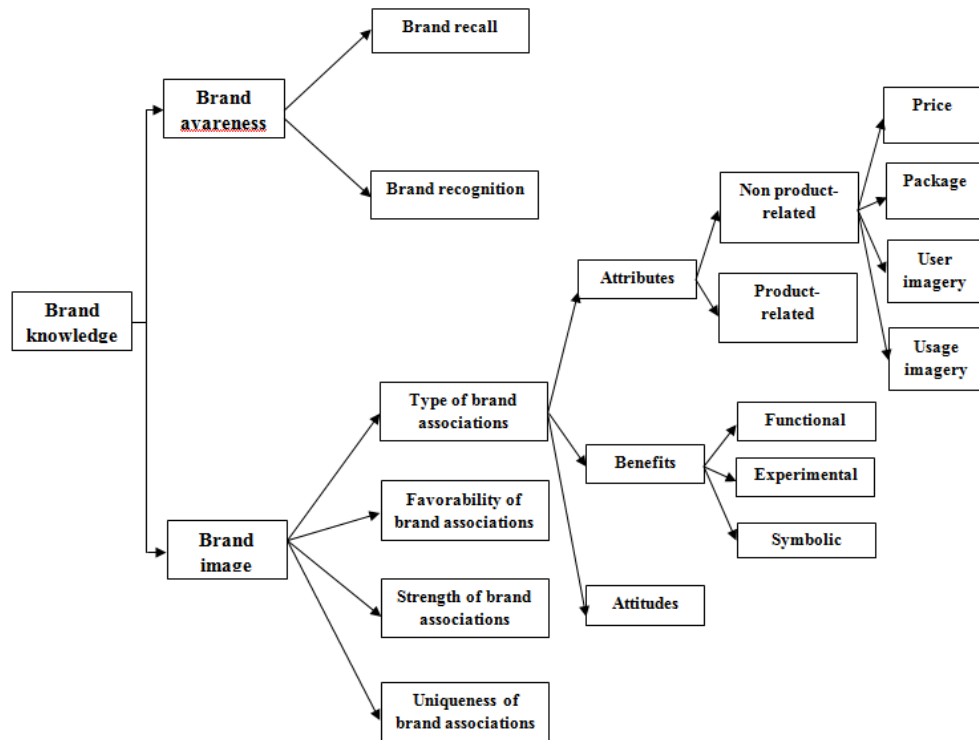 Brand recall
Brand
avareness
Brand recognition
Price
Package
Non product-
related
User
imagery
Attributes
Product-
related
Usage
imagery
Brand
knowledge
Type of brand
associations
Functional
Benefits
Experimental
Symbolic
Favorability of
brand associations
Brand
image
Strength of brand
associations
Attitudes
Uniqueness of
brand associations